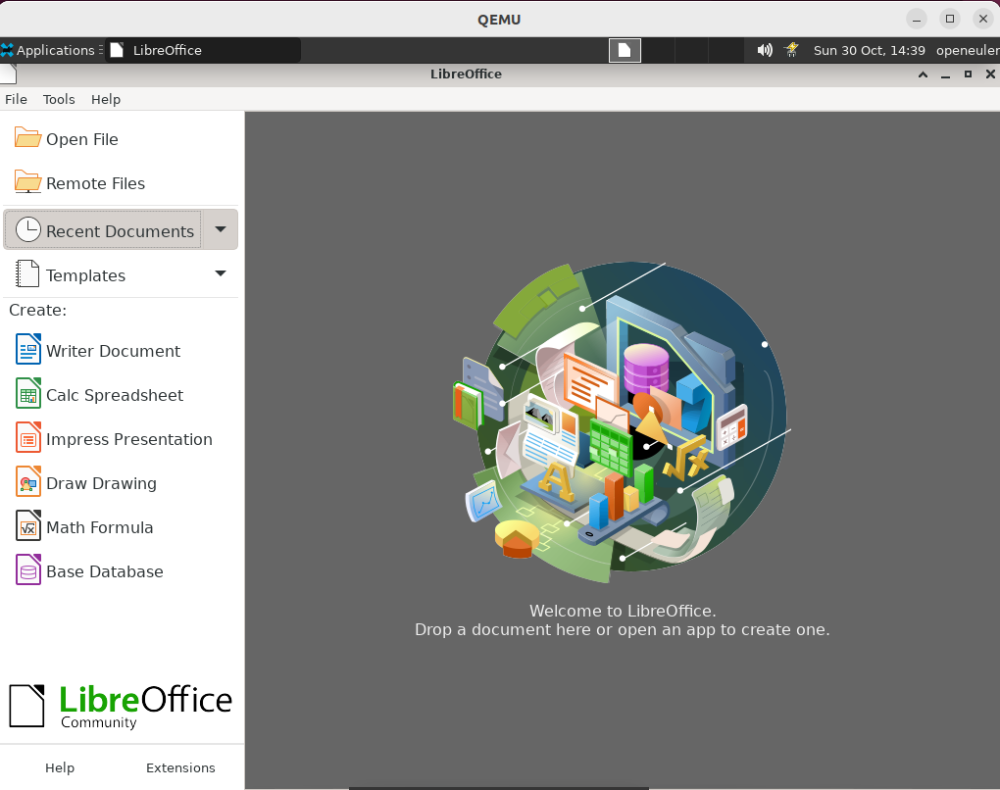 QEMU
Applications
LibreOffice
Sun 30 Oct, 14:39
openeuler
LibreOffice
File
Tools
Help
Open File
Remote Files
Recent Documents
Templates
Create:
Writer Document
Calc Spreadsheet
Impress Presentation
Draw Drawing
Math Formula
Base Database
Welcome to LibreOffice.
Drop a document here or open an app to create one.
LibreOffice
Community
Help
Extensions